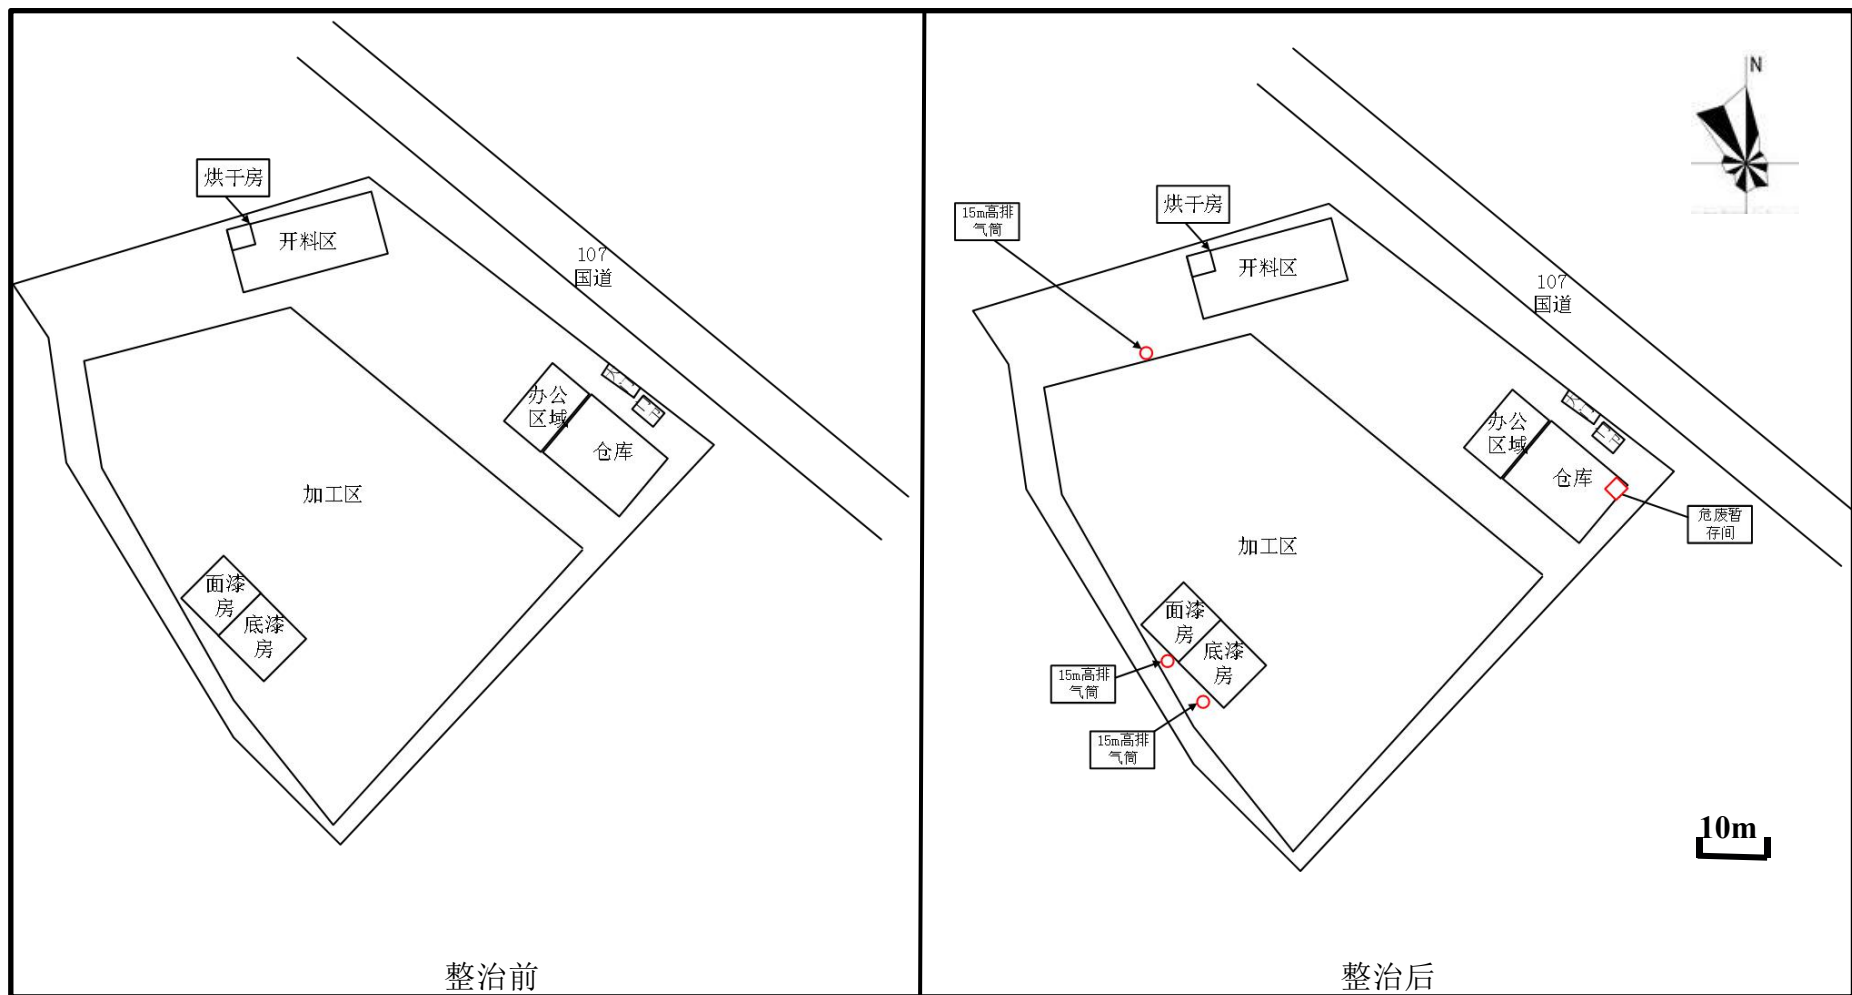 烘干房
开料区
107
国道
办公
区域
仓库
加工区
面漆
房
底漆
房
整治前
N
15m高排
气筒
烘干房
开料区
107
国道
办公
区域
仓库
危废暂
存间
加工区
面漆
房
底漆
房
15m高排
气筒
15m高排
气筒
10m
整治后